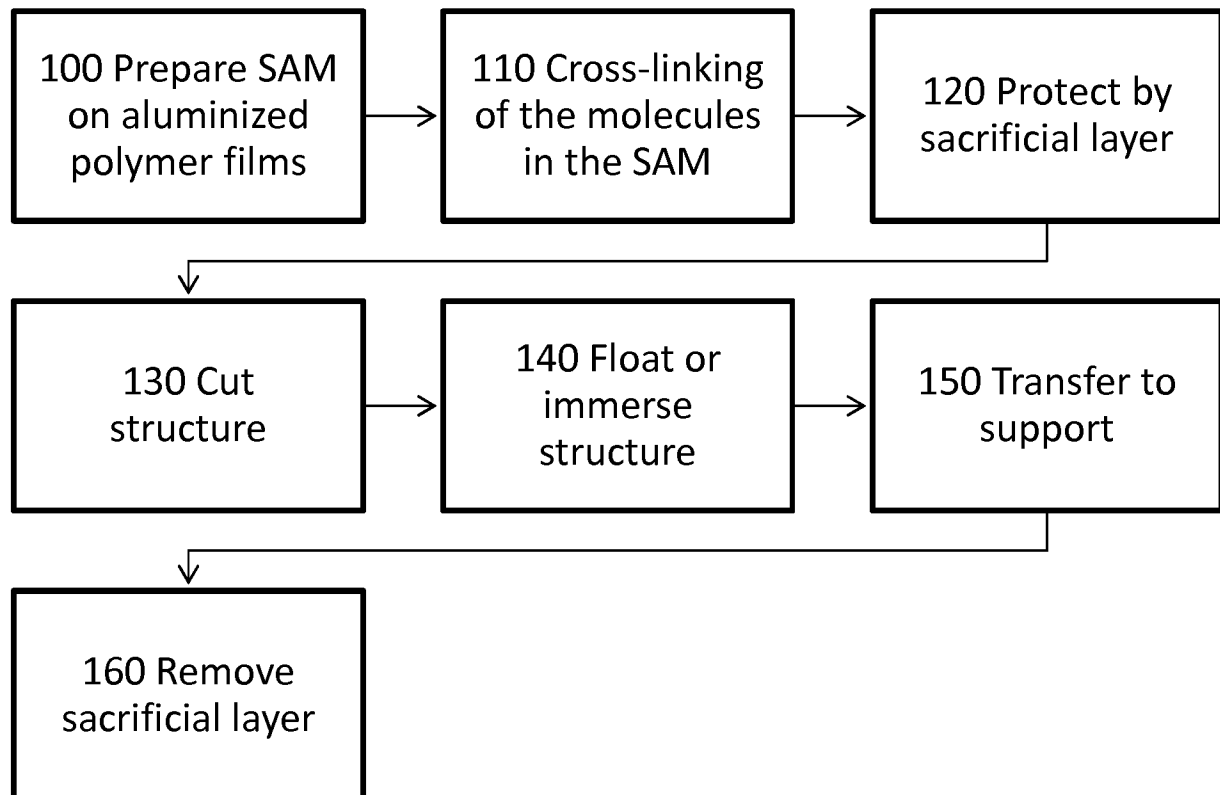 100 Prepare SAM
on aluminized
polymer films
110 Cross-linking
of the molecules
in the SAM
120 Protect by
sacrificial layer
130 Cut
structure
140 Float or
immerse
structure
150 Transfer to
support
160 Remove
sacrificial layer